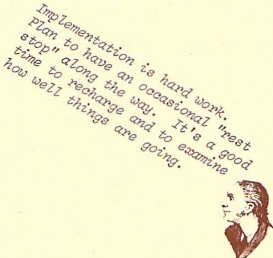 Implementation is hard work.
Plan to have an occasional "rest
stop" along the way. It's a good
time to recharge and to examine
how well things are going.